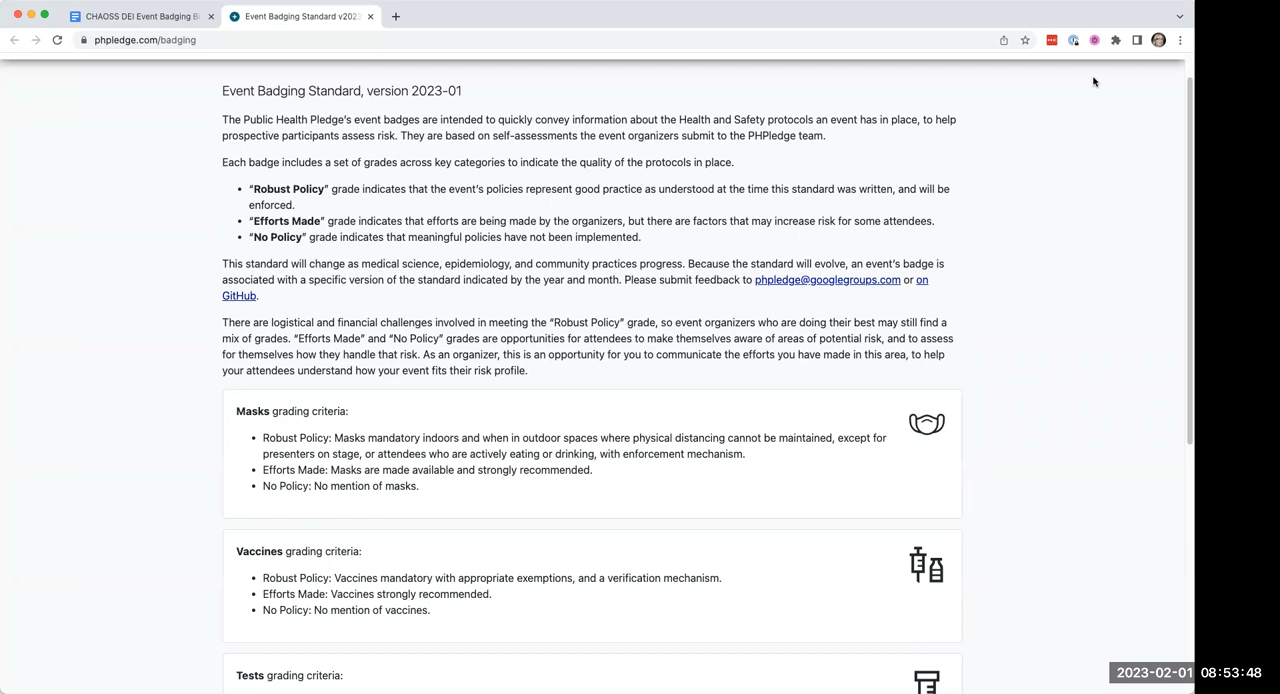 CHAOSS DEI Event Badging Bi
Event Badging Standard v2023
phpledge.com/badging
Event Badging Standard, version 2023-01
The Public Health Pledge's event badges are intended to quickly convey information about the Health and Safety protocols an event has in place, to help
prospective participants assess risk. They are based on self-assessments the event organizers submit to the PHPledge team.
Each badge includes a set of grades across key categories to indicate the quality of the protocols in place.
• “Robust Policy” grade indicates that the event's policies represent good practice as understood at the time this standard was written, and will be
enforced.
• “Efforts Made” grade indicates that efforts are being made by the organizers, but there are factors that may increase risk for some attendees.
• “No Policy” grade indicates that meaningful policies have not been implemented.
This standard will change as medical science, epidemiology, and community practices progress. Because the standard will evolve, an event's badge is
associated with a specific version of the standard indicated by the year and month. Please submit feedback to phpledge@googlegroups.com or on
GitHub.
There are logistical and financial challenges involved in meeting the “Robust Policy” grade, so event organizers who are doing their best may still find a
mix of grades. “Efforts Made” and “No Policy” grades are opportunities for attendees to make themselves aware of areas of potential risk, and to assess
for themselves how they handle that risk. As an organizer, this is an opportunity for you to communicate the efforts you have made in this area, to help
your attendees understand how your event fits their risk profile.
Masks grading criteria:
• Robust Policy: Masks mandatory indoors and when in outdoor spaces where physical distancing cannot be maintained, except for
presenters on stage, or attendees who are actively eating or drinking, with enforcement mechanism.
• Efforts Made: Masks are made available and strongly recommended.
• No Policy: No mention of masks.
Vaccines grading criteria:
• Robust Policy: Vaccines mandatory with appropriate exemptions, and a verification mechanism.
• Efforts Made: Vaccines strongly recommended.
• No Policy: No mention of vaccines.
Tests grading criteria:
2023-02-01 08:53:48